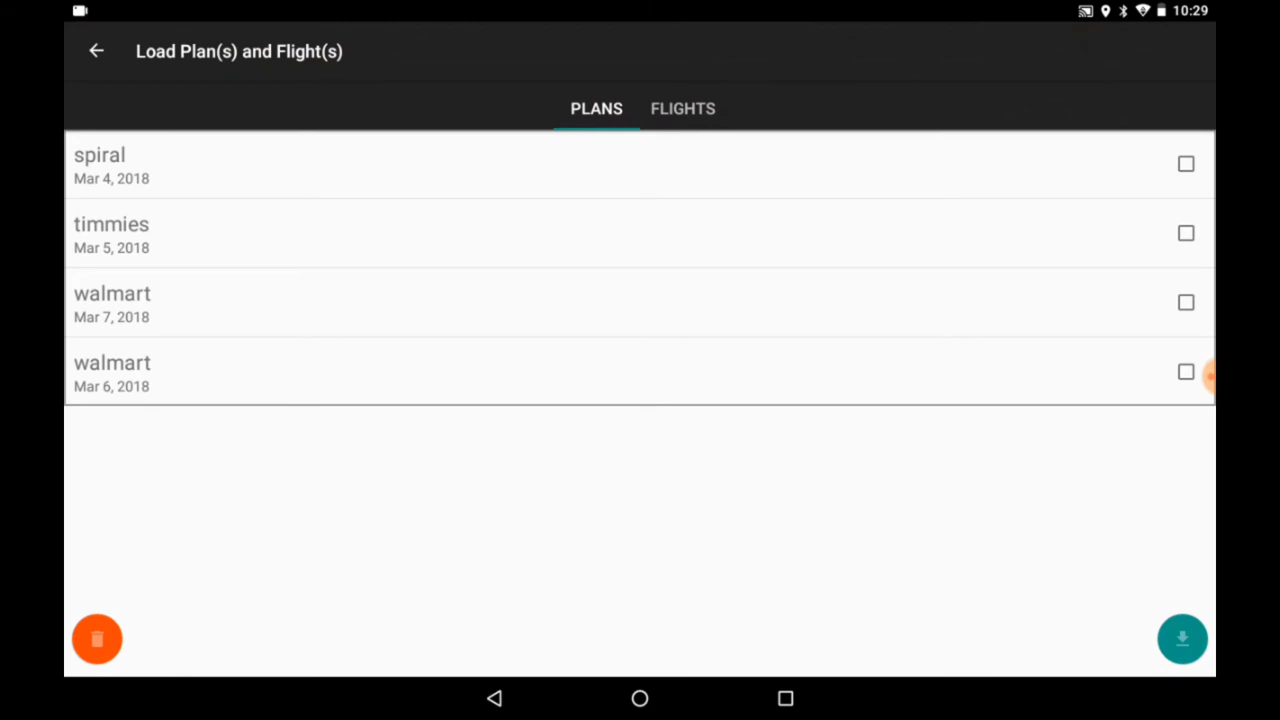 10:29
Load Plan(s) and Flight(s)
PLANS FLIGHTS
spiral
Mar 4, 2018
timmies
Mar 5, 2018
walmart
Mar 7, 2018
walmart
Mar 6, 2018